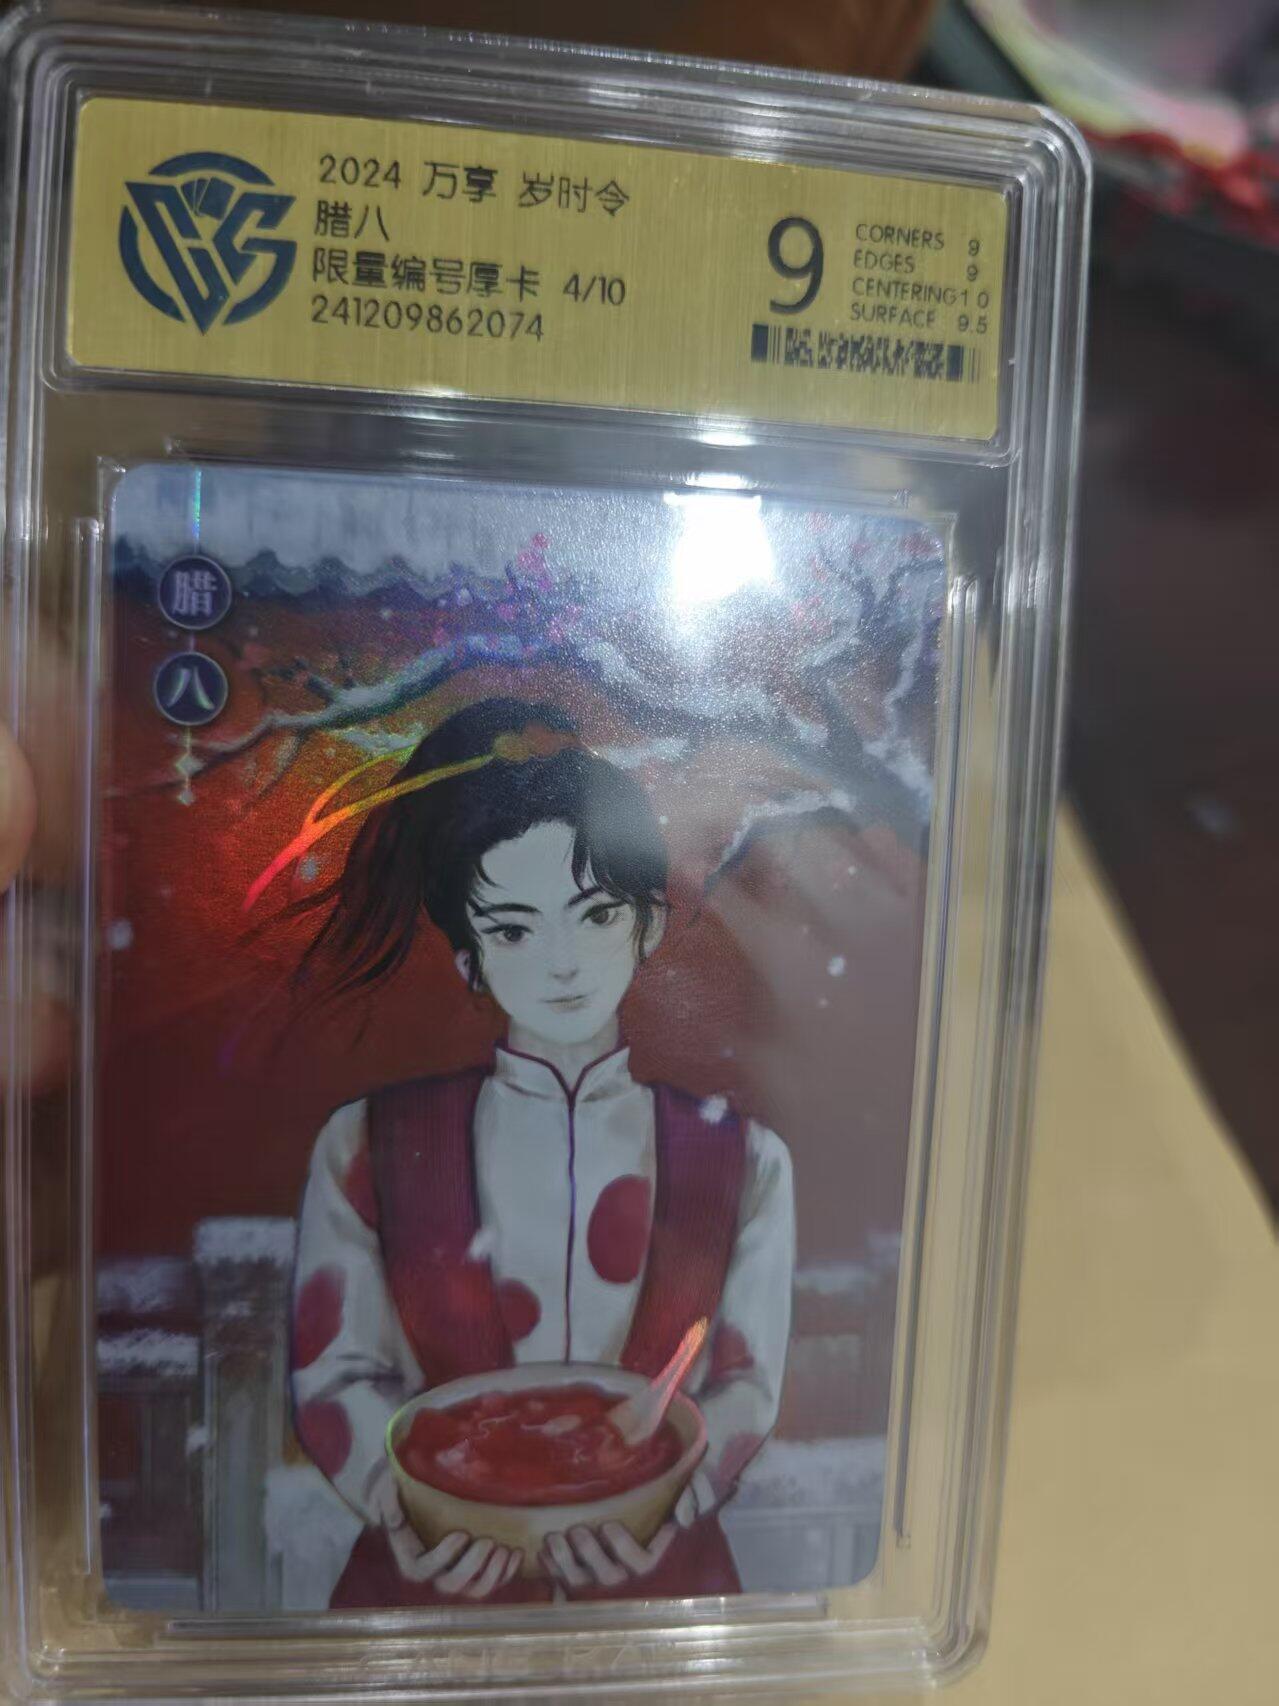 2024 万享 岁时令
腊八
限量编号厚卡 4/10
241209862074
9
CORNERS 9
EDGES 9
CENTERING 10
SURFACE 9.5
腊
八